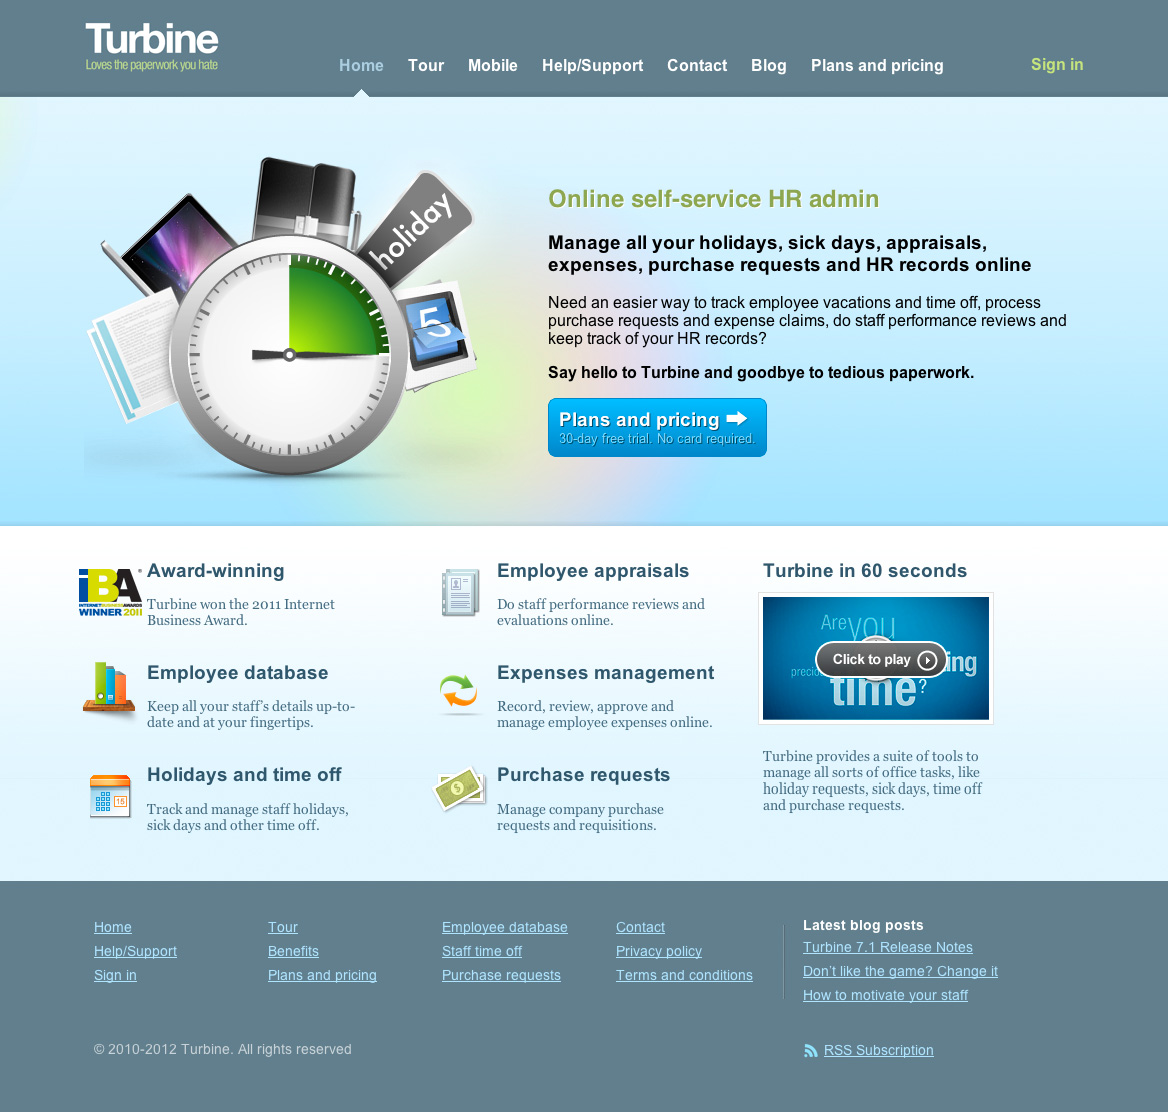 Turbine
Loves the paperwork you hate
Home Tour Mobile Help/Support Contact Blog Plans and pricing
Sign in
holiday
5
Online self-service HR admin
Manage all your holidays, sick days, appraisals,
expenses, purchase requests and HR records online
Need an easier way to track employee vacations and time off, process
purchase requests and expense claims, do staff performance reviews and
keep track of your HR records?
Say hello to Turbine and goodbye to tedious paperwork.
Plans and pricing
30-day free trial. No card required.
iBA
INTERNET BUSINESS AWARDS
WINNER 2011
Award-winning
Turbine won the 2011 Internet
Business Award.
Employee database
Keep all your staff's details up-to-
date and at your fingertips.
15
Holidays and time off
Track and manage staff holidays,
sick days and other time off.
Employee appraisals
Do staff performance reviews and
evaluations online.
Expenses management
Record, review, approve and
manage employee expenses online.
$
Purchase requests
Manage company purchase
requests and requisitions.
Turbine in 60 seconds
Are you
Click to play
time?
Turbine provides a suite of tools to
manage all sorts of office tasks, like
holiday requests, sick days, time off
and purchase requests.
Home
Help/Support
Sign in
Tour
Benefits
Plans and pricing
Employee database
Staff time off
Purchase requests
Contact
Privacy policy
Terms and conditions
Latest blog posts
Turbine 7.1 Release Notes
Don't like the game? Change it
How to motivate your staff
© 2010-2012 Turbine. All rights reserved
RSS Subscription